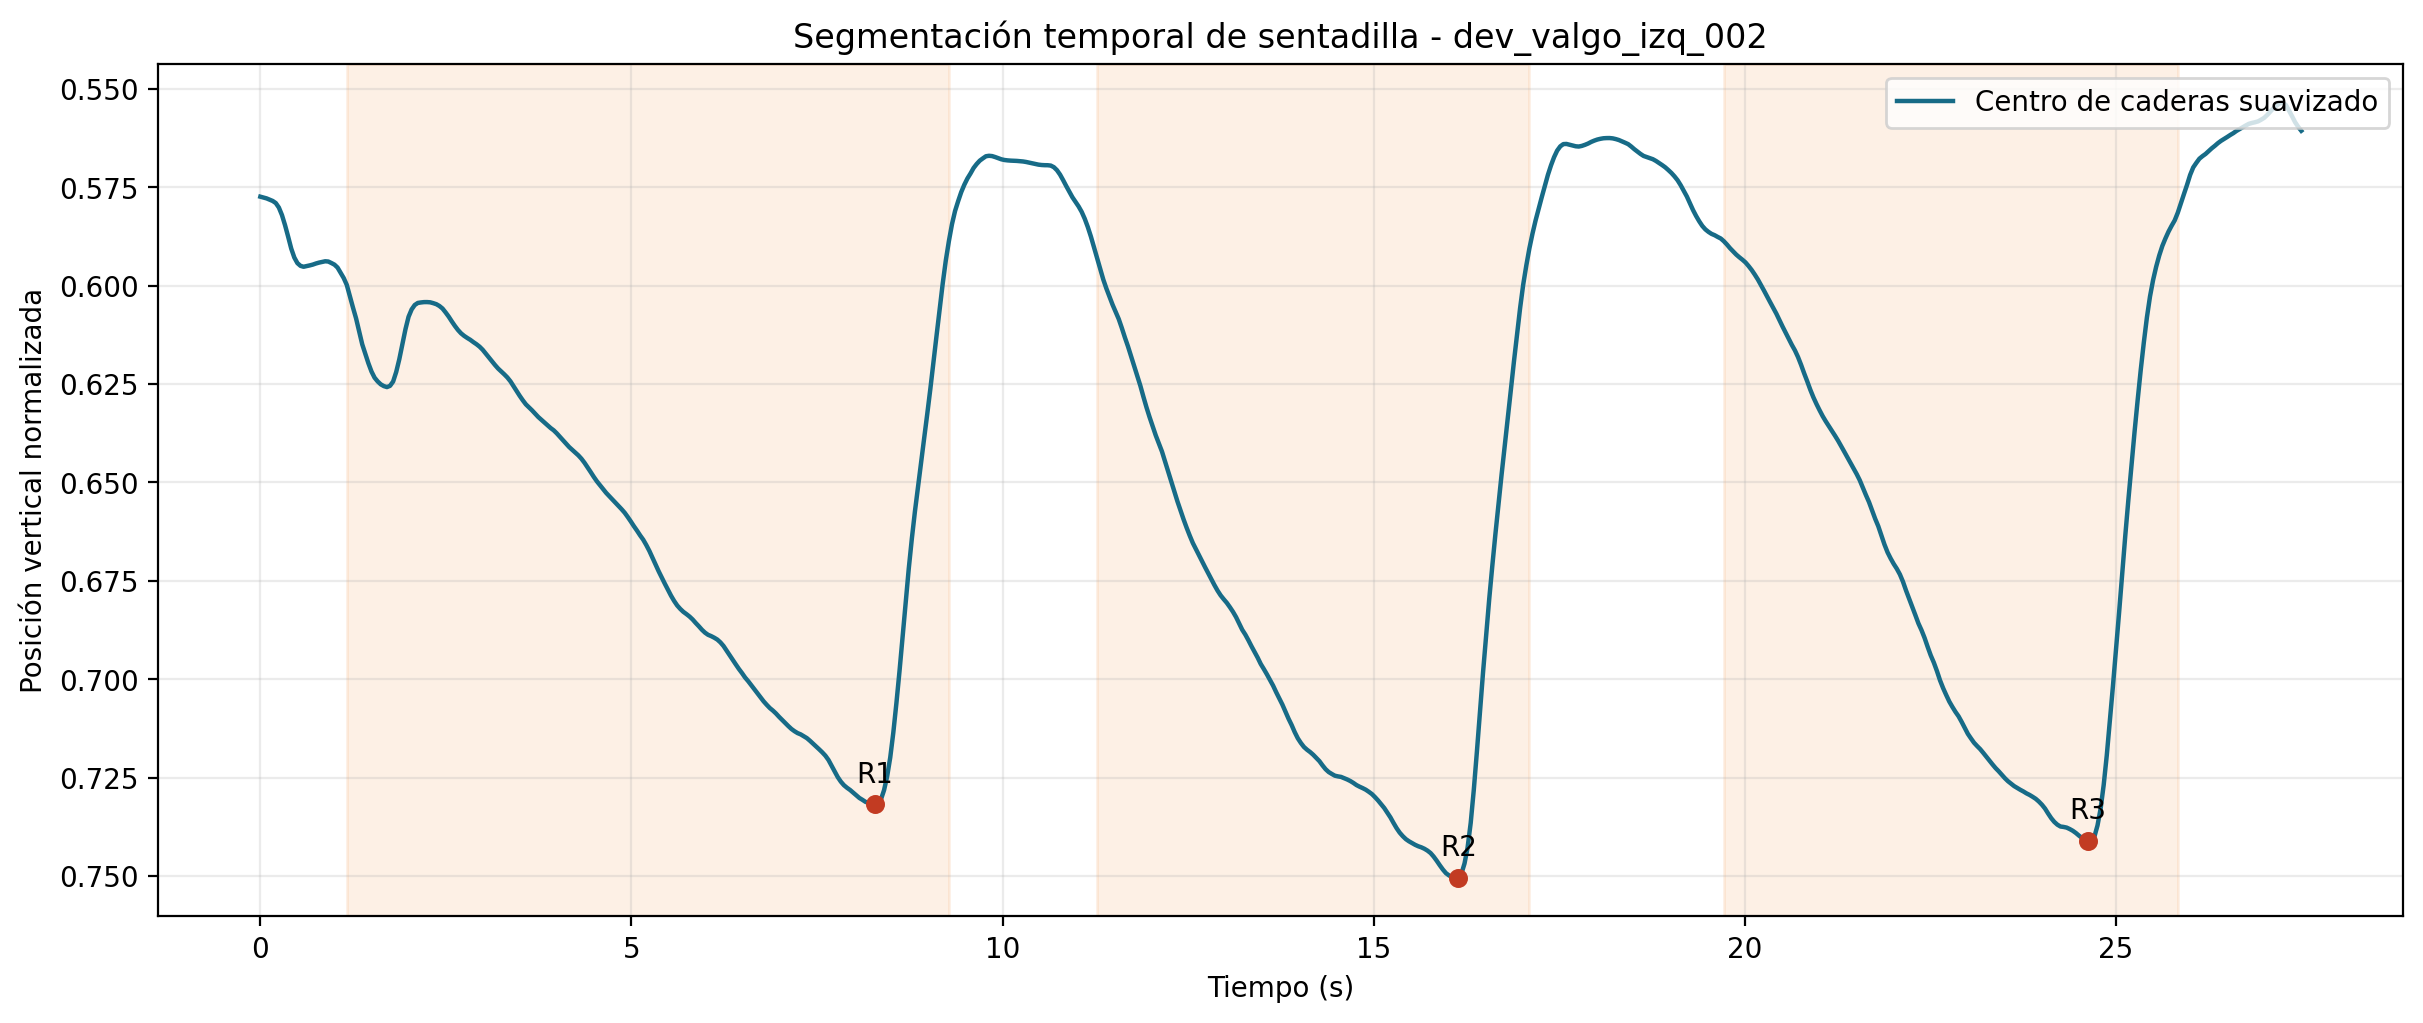 Segmentación temporal de sentadilla - dev_valgo_izq_002
Centro de caderas suavizado
Posición vertical normalizada
0.550
0.575
0.600
0.625
0.650
0.675
0.700
0.725
0.750
R1
R2
R3
0 5 10 15 20 25
Tiempo (s)